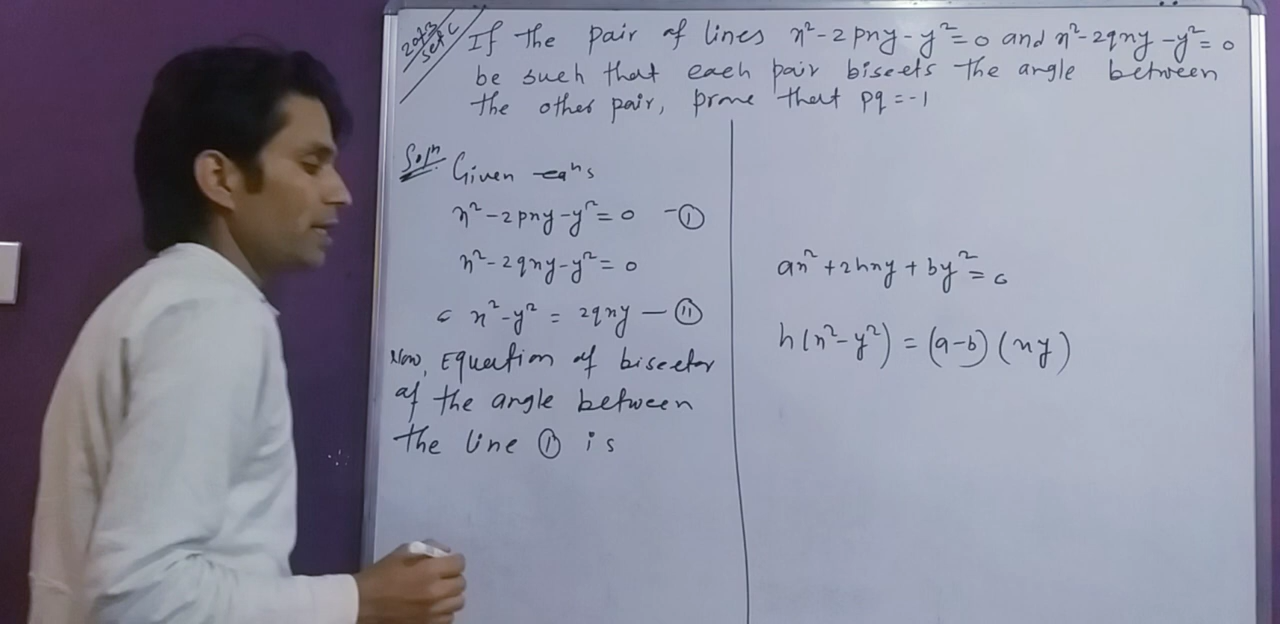 2073 set C
If the pair of lines x²-2pxy-y²=0 and x²-2qxy-y²=0
be such that each pair bisects the angle between
the other pair, prove that pq=-1
Solⁿ Given eqⁿs
x²-2pxy-y²=0 -①
x²-2qxy-y²=0
x²-y² = 2qxy —⑪
Now, Equation of bisector
of the angle between
the line ① is
ax²+2hxy+by²=0
h(x²-y²) = (a-b)(xy)